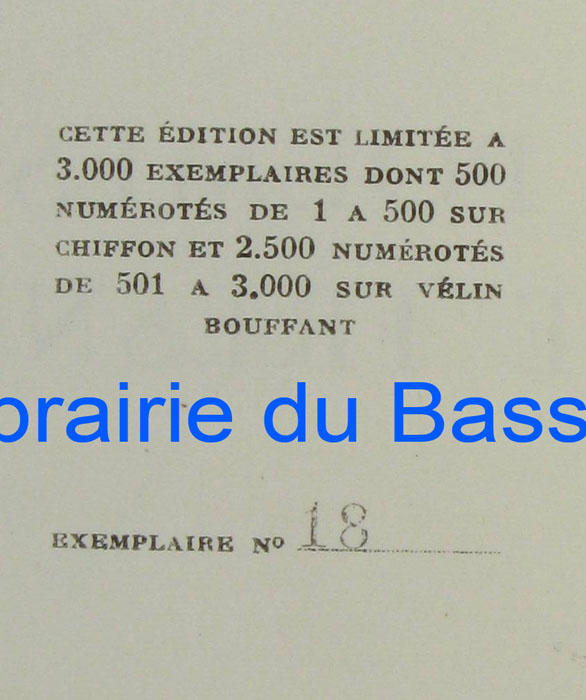 CETTE ÉDITION EST LIMITÉE A
3.000 EXEMPLAIRES DONT 500
NUMÉROTÉS DE 1 A 500 SUR
CHIFFON ET 2.500 NUMÉROTÉS
DE 501 A 3.000 SUR VÉLIN
BOUFFANT
brairie du Bass
EXEMPLAIRE Nº 18